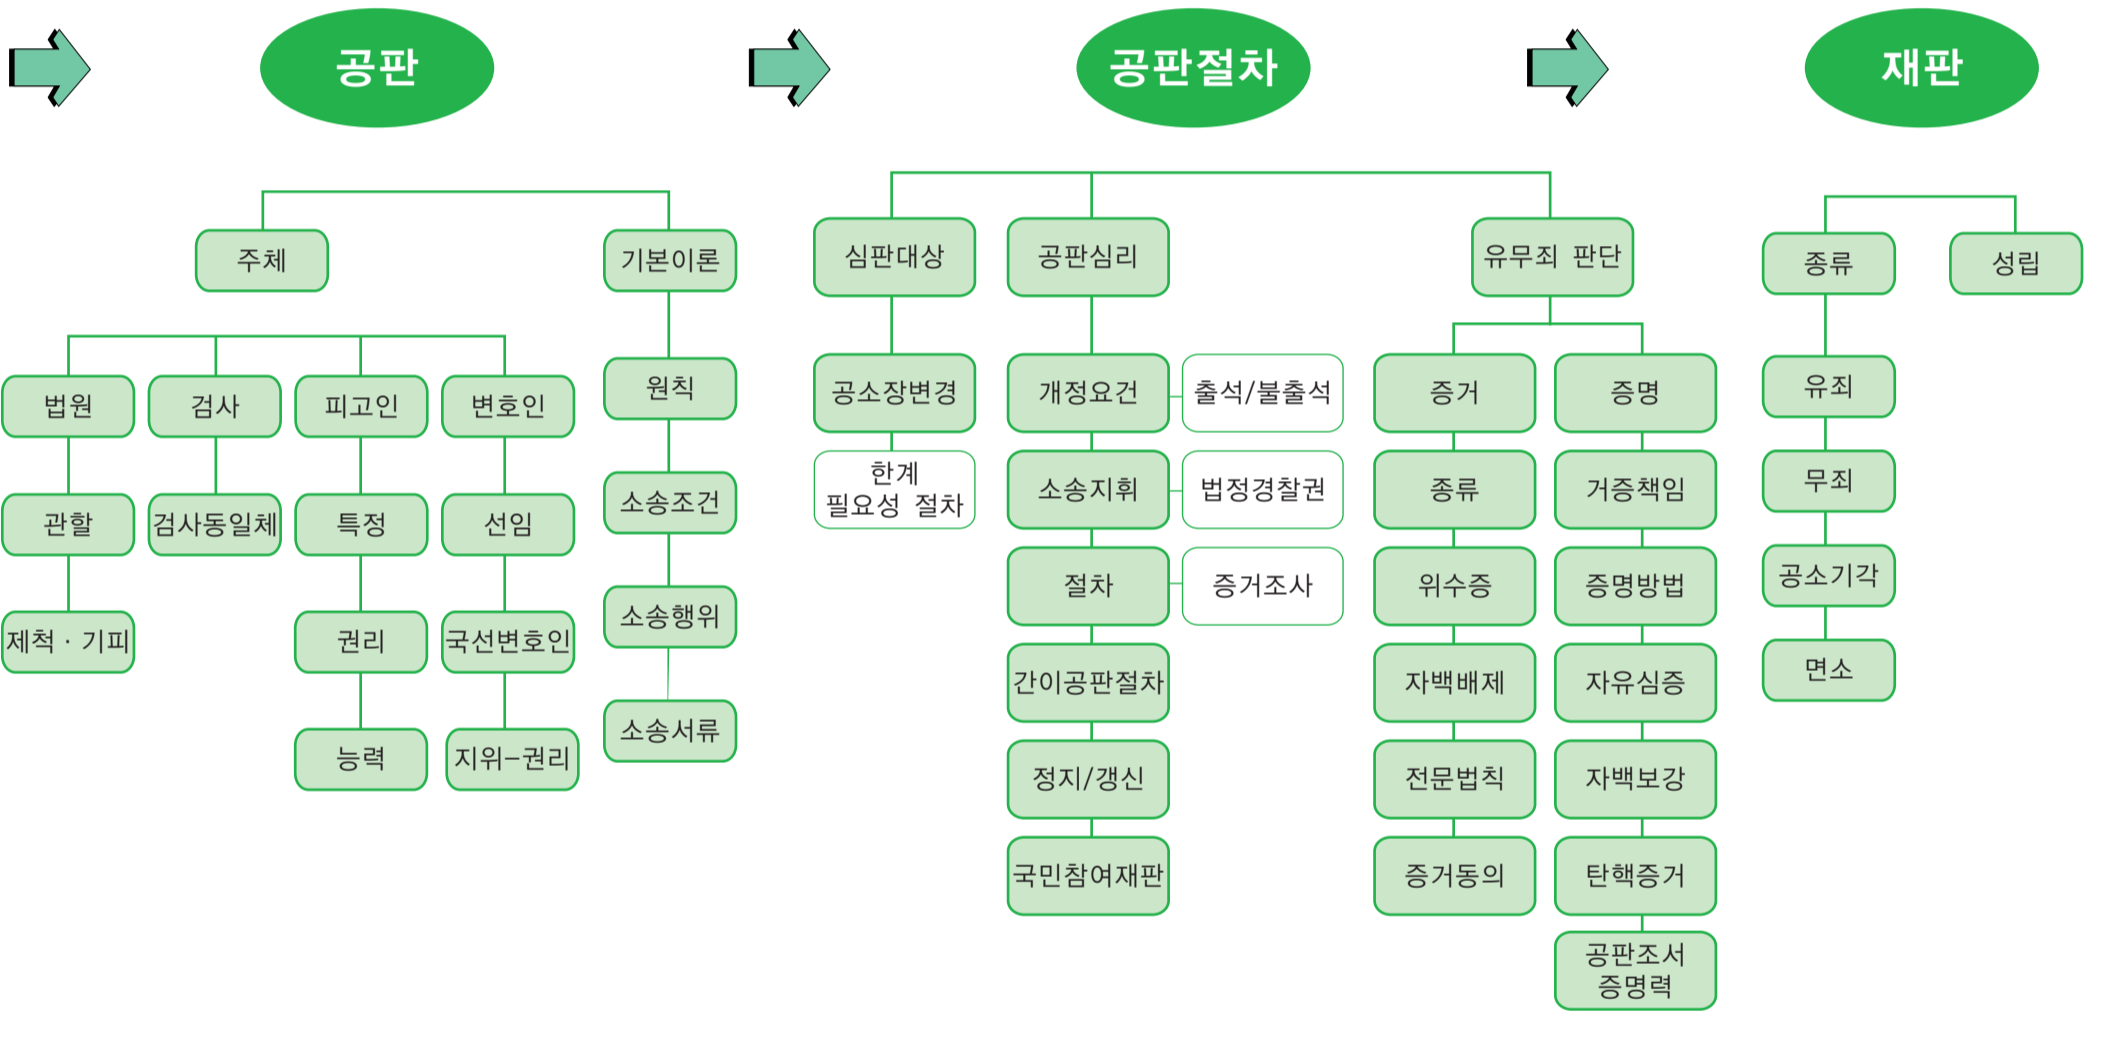 공판
공판절차
재판
주체
기본이론
법원
검사
피고인
변호인
관할
검사동일체
특정
선임
제척 · 기피
권리
국선변호인
능력
지위-권리
원칙
소송조건
소송행위
소송서류
심판대상
공판심리
유무죄 판단
공소장변경
한계
필요성 절차
개정요건
출석/불출석
소송지휘
법정경찰권
절차
증거조사
간이공판절차
정지/갱신
국민참여재판
증거
종류
위수증
자백배제
전문법칙
증거동의
증명
거증책임
증명방법
자유심증
자백보강
탄핵증거
공판조서
증명력
종류
성립
유죄
무죄
공소기각
면소